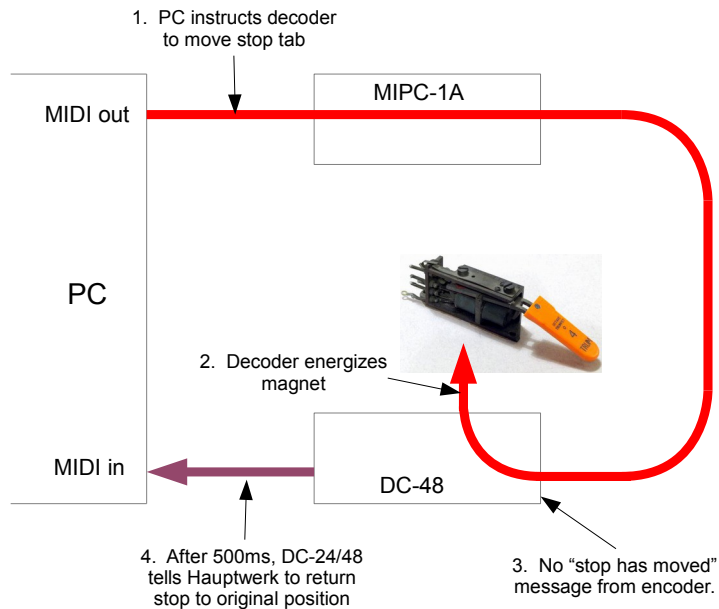 1. PC instructs decoder
to move stop tab
MIPC-1A
MIDI out
PC
2. Decoder energizes
magnet
MIDI in
DC-48
4. After 500ms, DC-24/48
tells Hauptwerk to return
stop to original position
3. No “stop has moved”
message from encoder.
4